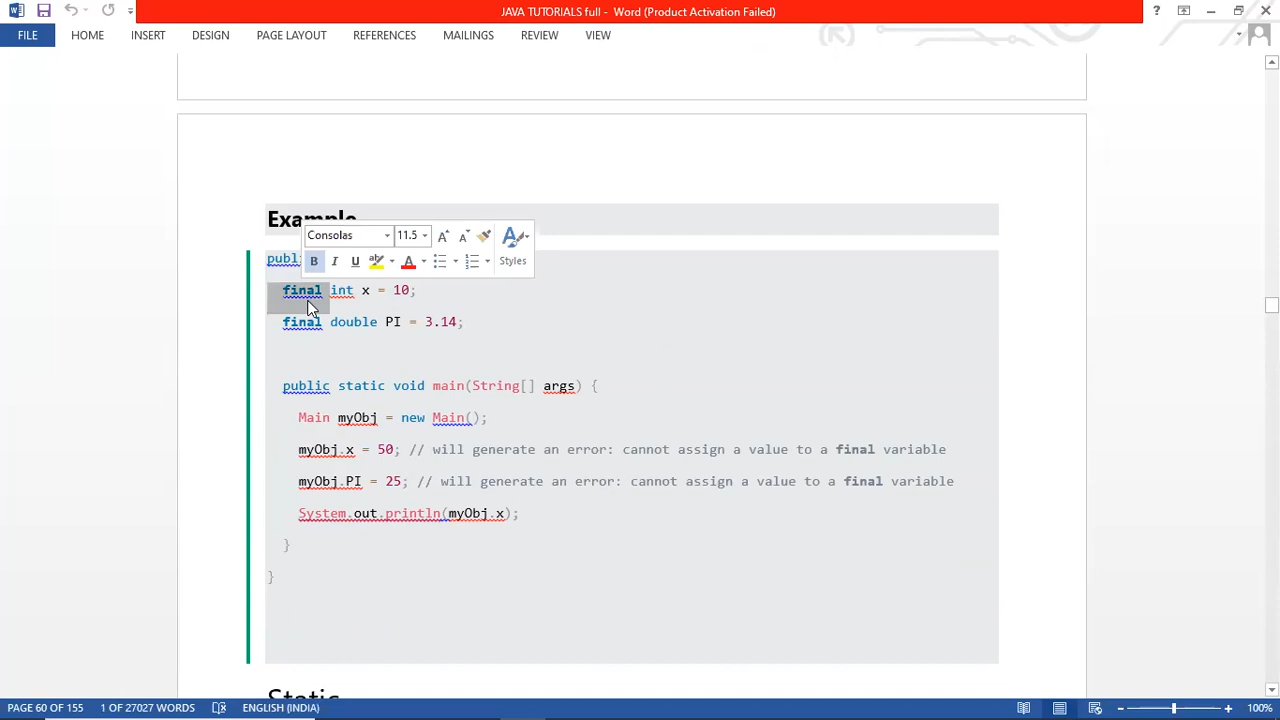 JAVA TUTORIALS full - Word (Product Activation Failed)
?
FILE HOME INSERT DESIGN PAGE LAYOUT REFERENCES MAILINGS REVIEW VIEW
Example
Consolas 11.5
B I U ab A Styles
publi
final int x = 10;
final double PI = 3.14;
public static void main(String[] args) {
Main myObj = new Main();
myObj.x = 50; // will generate an error: cannot assign a value to a final variable
myObj.PI = 25; // will generate an error: cannot assign a value to a final variable
System.out.println(myObj.x);
}
}
Static
PAGE 60 OF 155 1 OF 27027 WORDS ENGLISH (INDIA) 100%